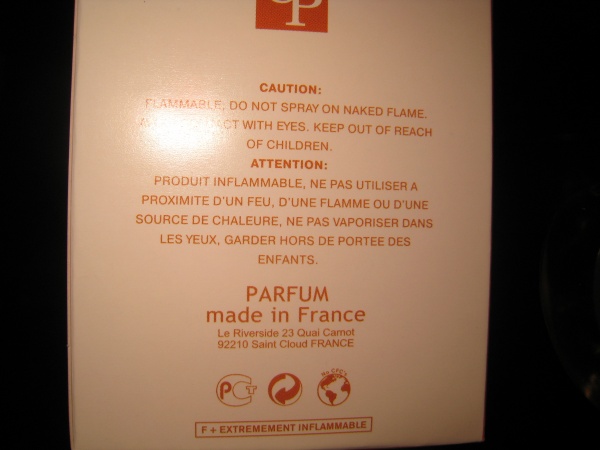 CP
CAUTION:
FLAMMABLE, DO NOT SPRAY ON NAKED FLAME.
WITH EYES. KEEP OUT OF REACH
OF CHILDREN.
ATTENTION:
PRODUIT INFLAMMABLE, NE PAS UTILISER A
PROXIMITE D'UN FEU, D'UNE FLAMME OU D'UNE
SOURCE DE CHALEURE, NE PAS VAPORISER DANS
LES YEUX, GARDER HORS DE PORTEE DES
ENFANTS.
PARFUM
made in France
Le Riverside 23 Quai Carnot
92210 Saint Cloud FRANCE
No CFC's
F + EXTREMEMENT INFLAMMABLE